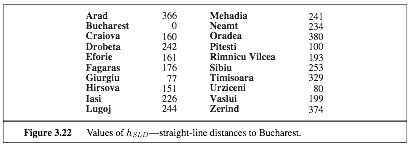 Arad 366 Mehadia 241
Bucharest 0 Neamt 234
Craiova 160 Oradea 380
Drobeta 242 Pitesti 100
Eforie 161 Rimnicu Vilcea 193
Fagaras 176 Sibiu 253
Giurgiu 77 Timisoara 329
Hirsova 151 Urziceni 80
Iasi 226 Vaslui 199
Lugoj 244 Zerind 374
Figure 3.22 Values of hSLD—straight-line distances to Bucharest.